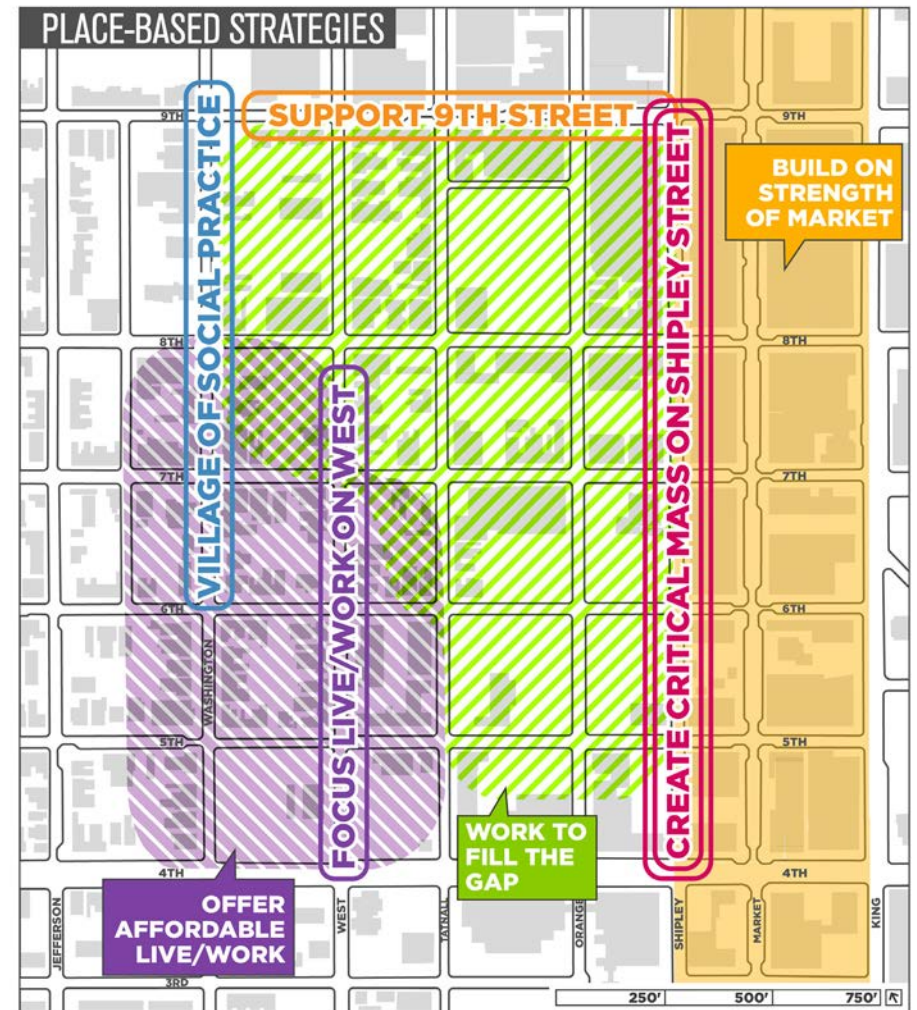 PLACE-BASED STRATEGIES
SUPPORT 9TH STREET
9TH
9TH
VILLAGE OF SOCIAL PRACTICE
CREATE CRITICAL MASS ON SHIPLEY STREET
BUILD ON
STRENGTH
OF MARKET
8TH
8TH
FOCUS LIVE/WORK ON WEST
7TH
7TH
6TH
6TH
WASHINGTON
5TH
5TH
WORK TO
FILL THE
GAP
4TH
4TH
OFFER
AFFORDABLE
LIVE/WORK
JEFFERSON
WEST
TATNALL
ORANGE
SHIPLEY
MARKET
KING
3RD
250'
500'
750'